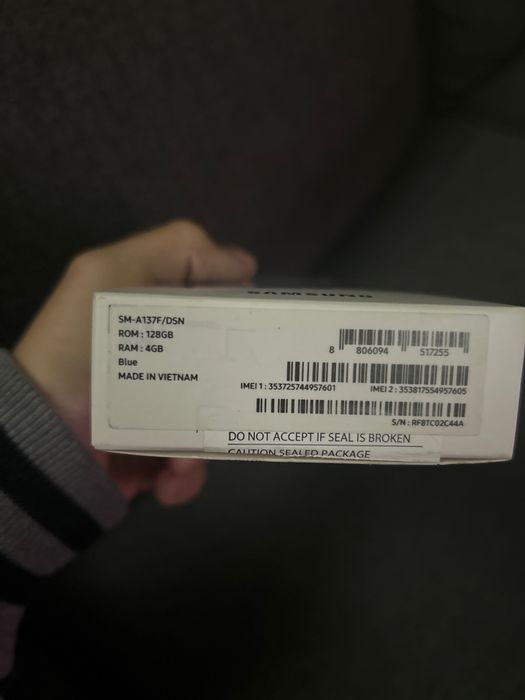 SAMSUNG
SM-A137F/DSN
ROM : 128GB
RAM : 4GB
Blue
MADE IN VIETNAM
8 806094 517255
IMEI 1 : 353725744957601 IMEI 2 : 353817554957605
S/N : RF8TC02C44A
DO NOT ACCEPT IF SEAL IS BROKEN
CAUTION SEALED PACKAGE